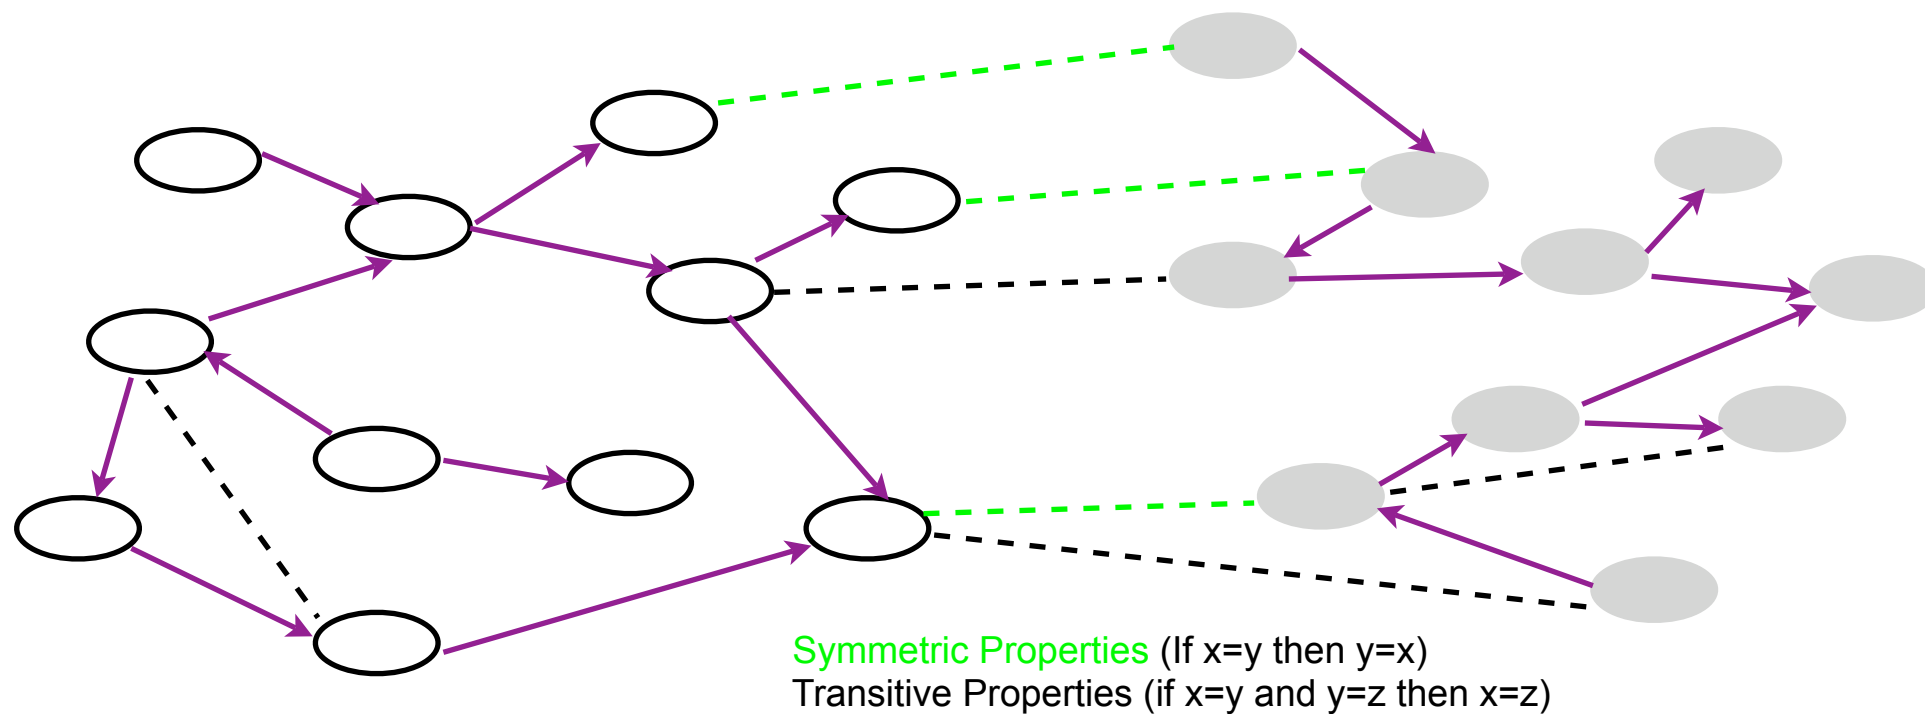 Symmetric Properties (If x=y then y=x)
Transitive Properties (if x=y and y=z then x=z)